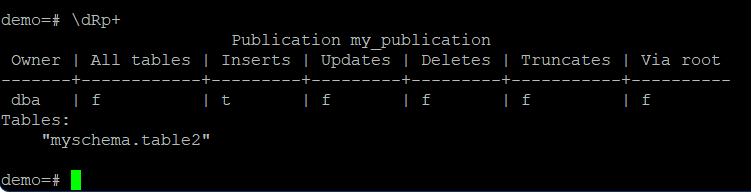 demo=# \dRp+
                        Publication my_publication
 Owner | All tables | Inserts | Updates | Deletes | Truncates | Via root
-------+------------+---------+---------+---------+-----------+----------
 dba   | f          | t       | f       | f       | f         | f
Tables:
    "myschema.table2"
demo=#